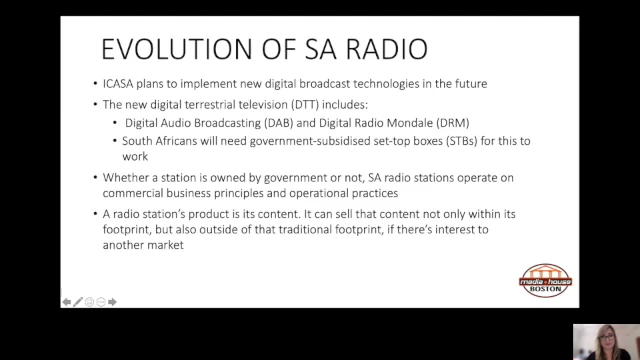 EVOLUTION OF SA RADIO
• ICASA plans to implement new digital broadcast technologies in the future
• The new digital terrestrial television (DTT) includes:
• Digital Audio Broadcasting (DAB) and Digital Radio Mondale (DRM)
• South Africans will need government-subsidised set-top boxes (STBs) for this to
work
• Whether a station is owned by government or not, SA radio stations operate on
commercial business principles and operational practices
• A radio station's product is its content. It can sell that content not only within its
footprint, but also outside of that traditional footprint, if there's interest to
another market
media house
BOSTON